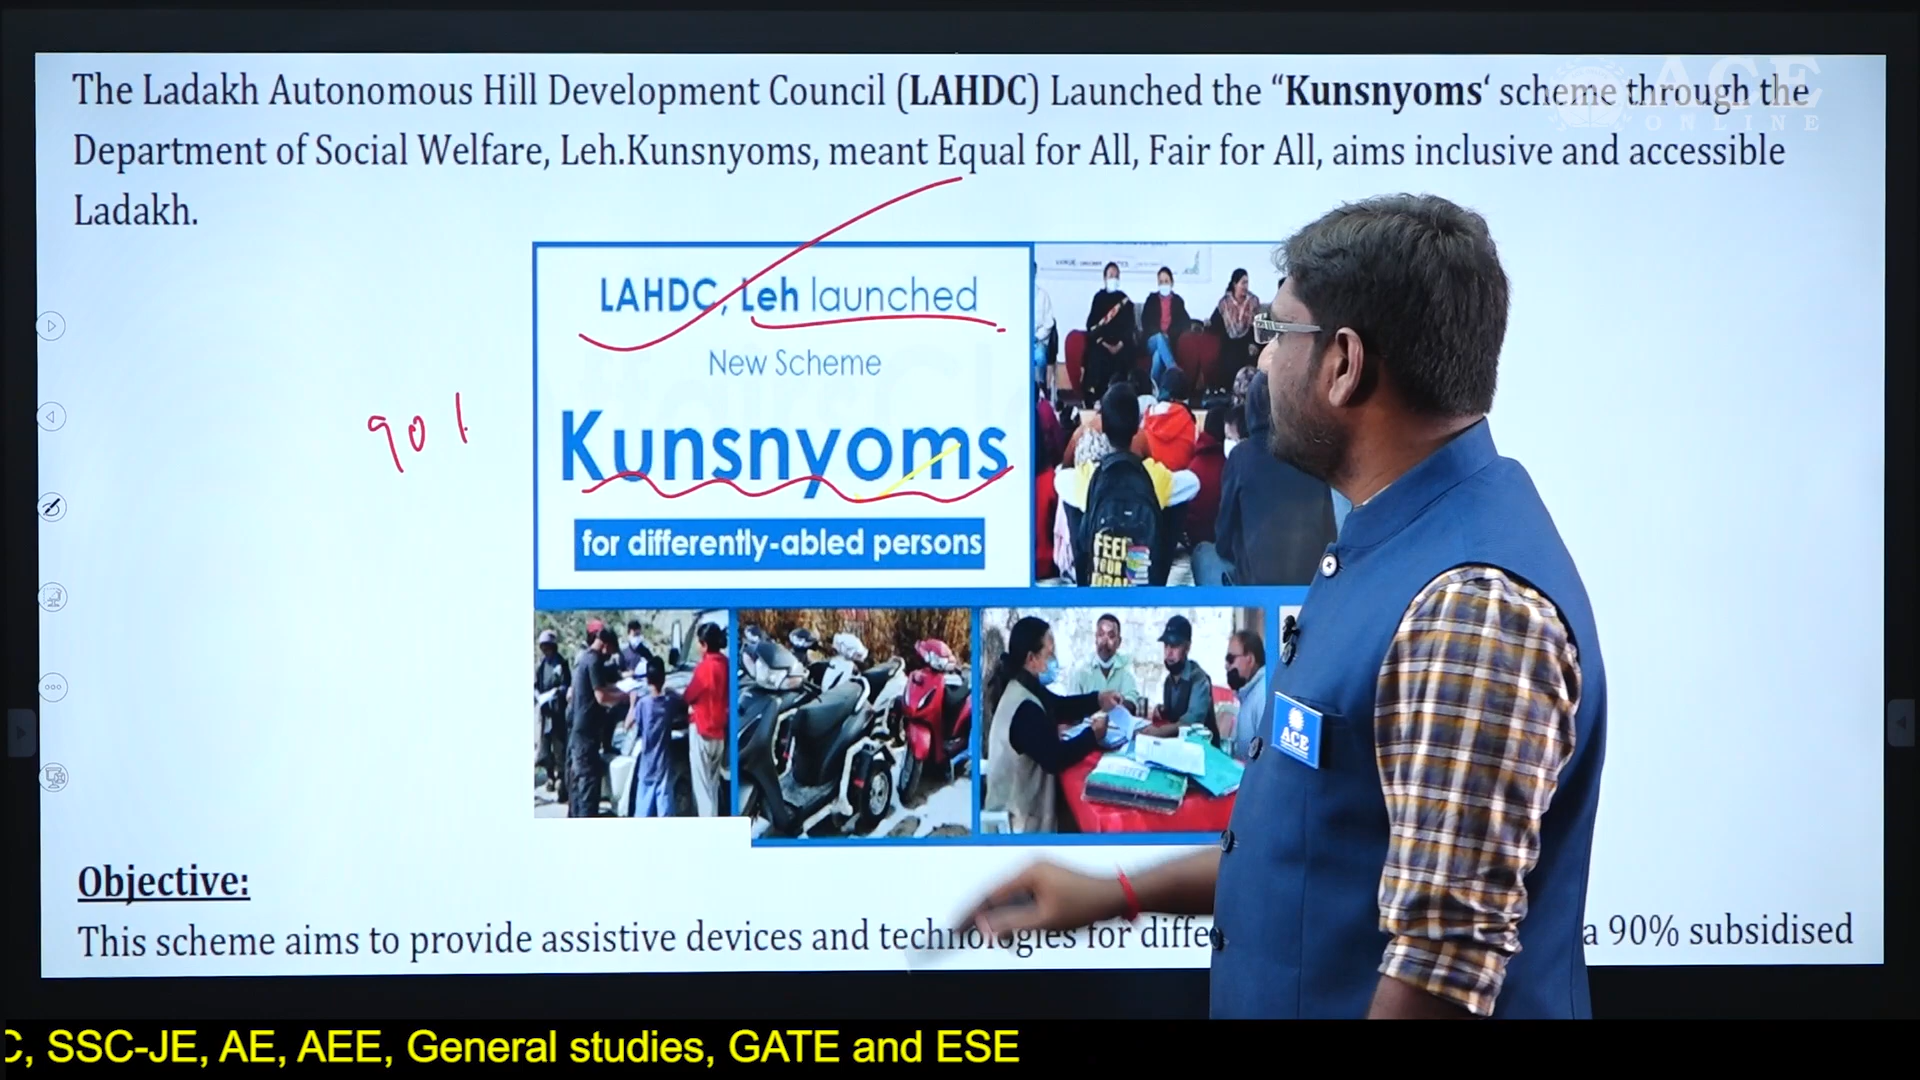 The Ladakh Autonomous Hill Development Council (LAHDC) Launched the “Kunsnyoms‘ scheme through the
Department of Social Welfare, Leh.Kunsnyoms, meant Equal for All, Fair for All, aims inclusive and accessible
Ladakh.
ACE
ONLINE
LAHDC, Leh launched
New Scheme
Kunsnyoms
for differently-abled persons
90%
FEEL
YOUR
ACE
Objective:
This scheme aims to provide assistive devices and technologies for diffe
a 90% subsidised
C, SSC-JE, AE, AEE, General studies, GATE and ESE